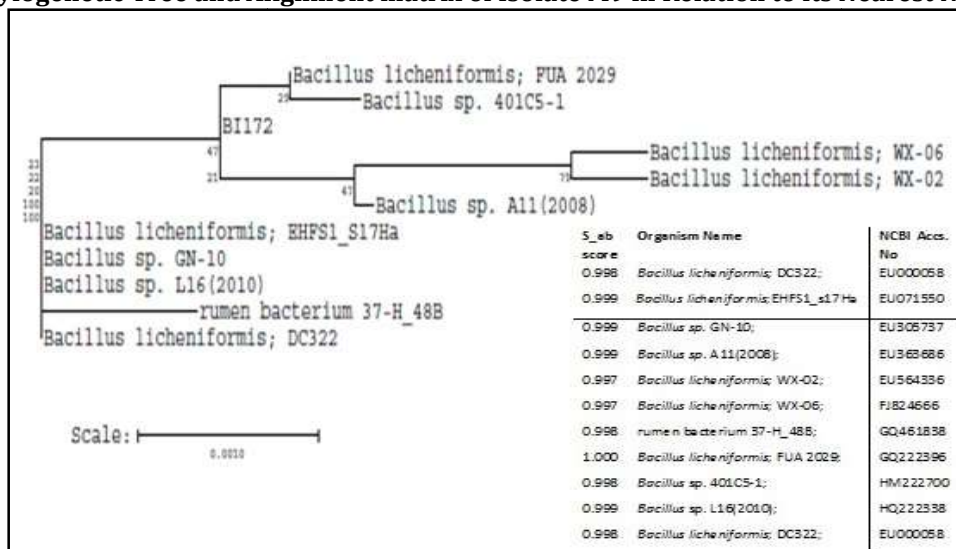 Bacillus licheniformis; FUA 2029
29
Bacillus sp. 401C5-1
BI172
47
21
Bacillus licheniformis; WX-06
79
Bacillus licheniformis; WX-02
47
Bacillus sp. A11(2008)
23
22
20
100
100
Bacillus licheniformis; EHFS1_S17Ha
Bacillus sp. GN-10
Bacillus sp. L16(2010)
rumen bacterium 37-H_48B
Bacillus licheniformis; DC322
Scale:
0.0010
S_ab score Organism Name NCBI Accs. No
0.998 Bacillus licheniformis; DC322; EU000058
0.999 Bacillus licheniformis;EHFS1_s17Ha EU071550
0.999 Bacillus sp. GN-10; EU305737
0.999 Bacillus sp. A11(2008); EU363686
0.997 Bacillus licheniformis; WX-02; EU564336
0.997 Bacillus licheniformis; WX-06; FJ824666
0.998 rumen bacterium 37-H_48B; GQ461838
1.000 Bacillus licheniformis; FUA 2029; GQ222396
0.998 Bacillus sp. 401C5-1; HM222700
0.999 Bacillus sp. L16(2010); HQ222338
0.998 Bacillus licheniformis; DC322; EU000058